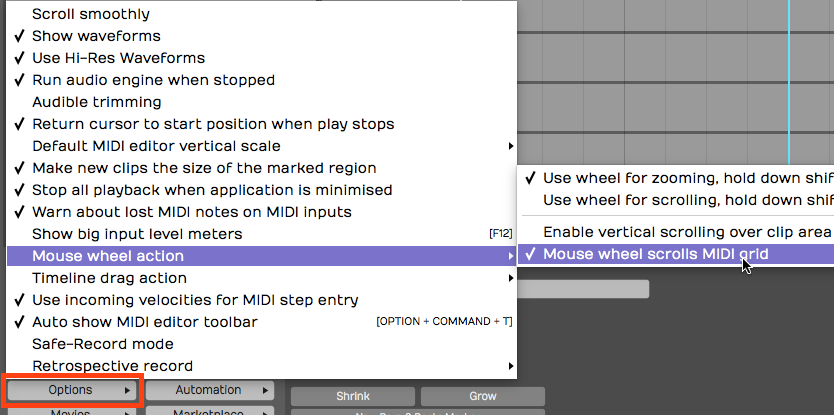 Scroll smoothly
✓ Show waveforms
✓ Use Hi-Res Waveforms
✓ Run audio engine when stopped
Audible trimming
✓ Return cursor to start position when play stops
Default MIDI editor vertical scale
✓ Make new clips the size of the marked region
✓ Stop all playback when application is minimised
✓ Warn about lost MIDI notes on MIDI inputs
Show big input level meters [F12]
Mouse wheel action
Timeline drag action
✓ Use incoming velocities for MIDI step entry
✓ Auto show MIDI editor toolbar [OPTION + COMMAND + T]
Safe-Record mode
Retrospective record
✓ Use wheel for zooming, hold down shif
Use wheel for scrolling, hold down shif
Enable vertical scrolling over clip area
✓ Mouse wheel scrolls MIDI grid
Options
Automation
Shrink
Grow
Movies
Marketplace